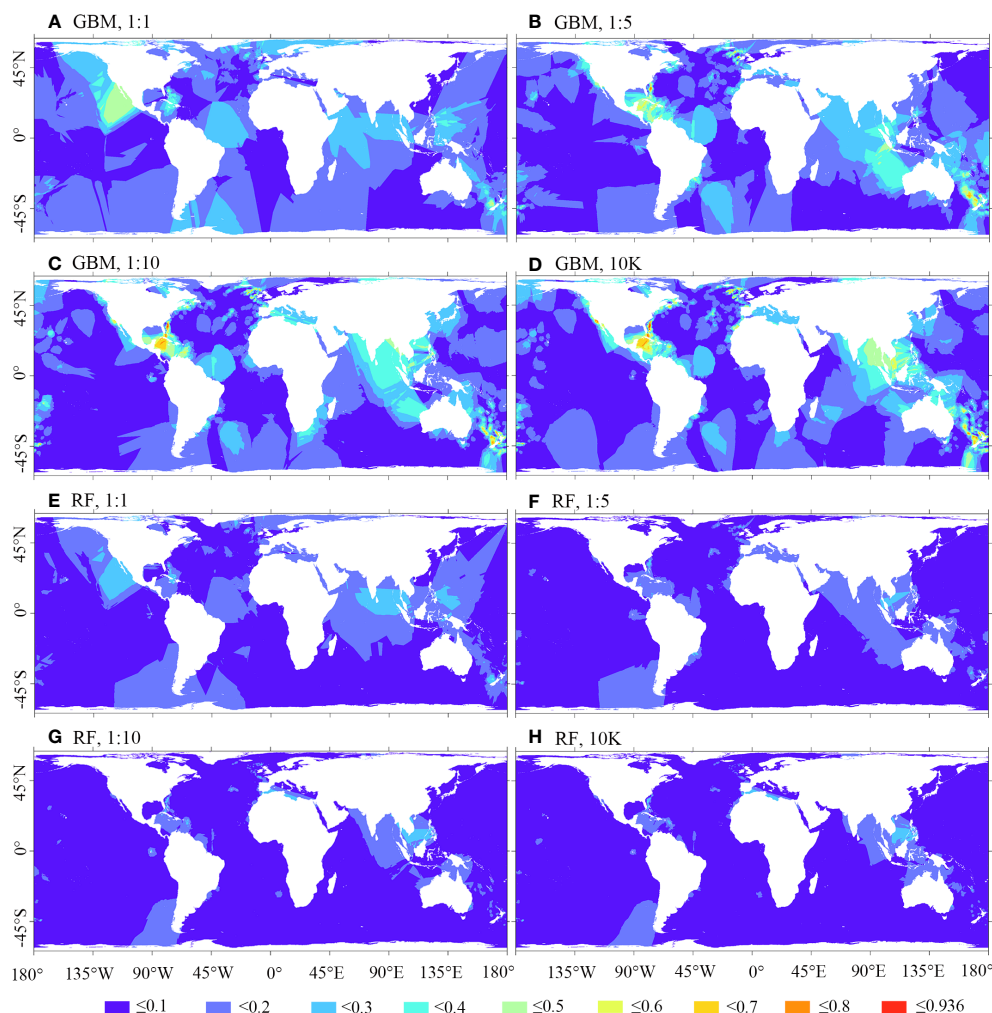 A GBM, 1:1
B GBM, 1:5
45°N
0°
-45°S
C GBM, 1:10
D GBM, 10K
45°N
0°
-45°S
E RF, 1:1
F RF, 1:5
45°N
0°
-45°S
G RF, 1:10
H RF, 10K
45°N
0°
-45°S
180° 135°W 90°W 45°W 0° 45°E 90°E 135°E 180° 135°W 90°W 45°W 0° 45°E 90°E 135°E 180°
≤0.1 <0.2 <0.3 <0.4 ≤0.5 ≤0.6 <0.7 ≤0.8 ≤0.936